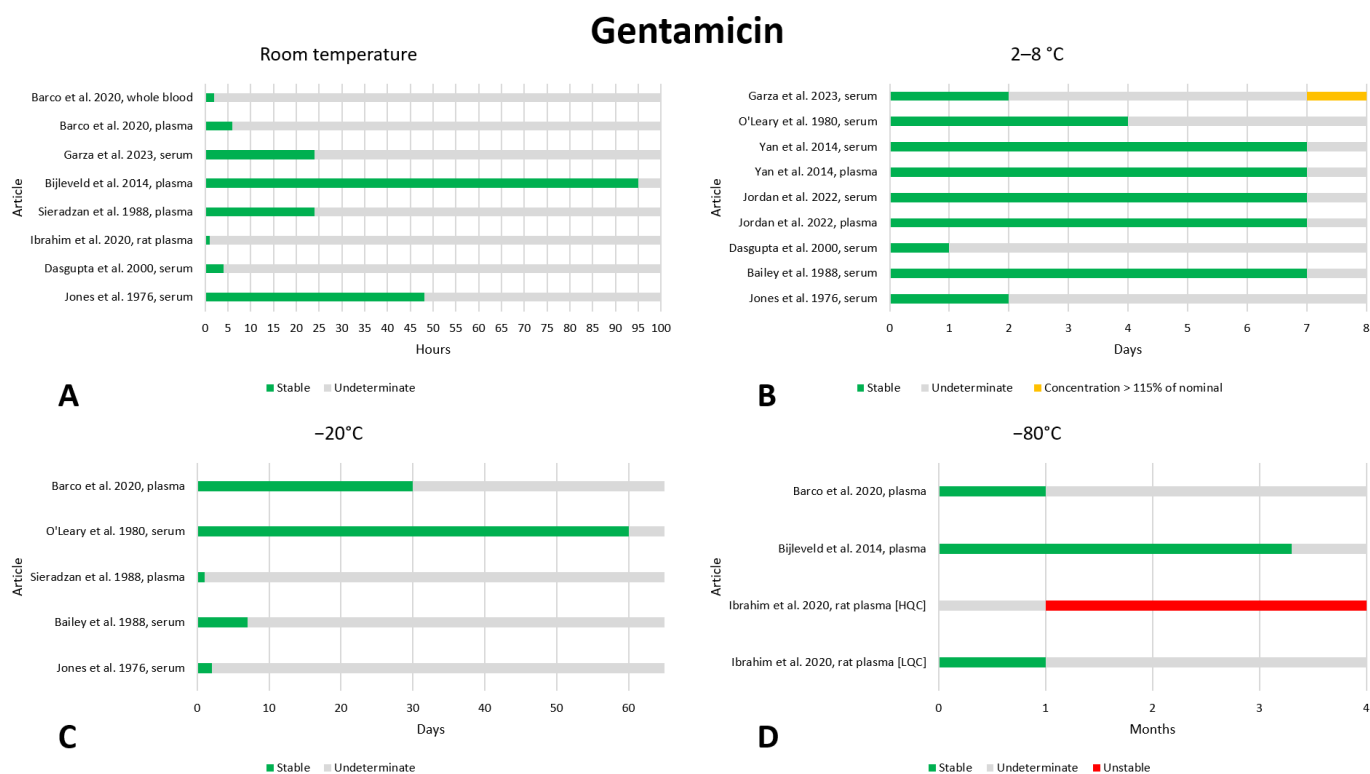 Gentamicin
Room temperature
Article
Barco et al. 2020, whole blood
Barco et al. 2020, plasma
Garza et al. 2023, serum
Bijleveld et al. 2014, plasma
Sieradzan et al. 1988, plasma
Ibrahim et al. 2020, rat plasma
Dasgupta et al. 2000, serum
Jones et al. 1976, serum
0 5 10 15 20 25 30 35 40 45 50 55 60 65 70 75 80 85 90 95 100
Hours
Stable Undeterminate
A
2–8 °C
Article
Garza et al. 2023, serum
O'Leary et al. 1980, serum
Yan et al. 2014, serum
Yan et al. 2014, plasma
Jordan et al. 2022, serum
Jordan et al. 2022, plasma
Dasgupta et al. 2000, serum
Bailey et al. 1988, serum
Jones et al. 1976, serum
0 1 2 3 4 5 6 7 8
Days
Stable Undeterminate Concentration > 115% of nominal
B
−20°C
Article
Barco et al. 2020, plasma
O'Leary et al. 1980, serum
Sieradzan et al. 1988, plasma
Bailey et al. 1988, serum
Jones et al. 1976, serum
0 10 20 30 40 50 60
Days
Stable Undeterminate
C
−80°C
Article
Barco et al. 2020, plasma
Bijleveld et al. 2014, plasma
Ibrahim et al. 2020, rat plasma [HQC]
Ibrahim et al. 2020, rat plasma [LQC]
0 1 2 3 4
Months
Stable Undeterminate Unstable
D